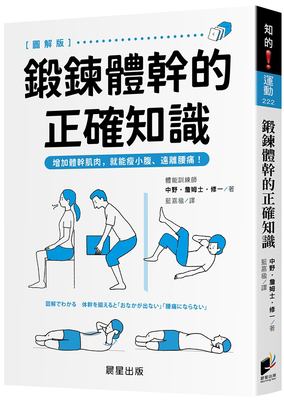 [圖解版]
鍛鍊體幹的
正確知識
增加體幹肌肉，就能瘦小腹、遠離腰痛！
體能訓練師
中野・詹姆士・修一 著
藍嘉楹 譯
図解でわかる 体幹を鍛えると「おなかが出ない」「腰痛にならない」
晨星出版
知的！
運動
222
鍛鍊體幹的正確知識
中野・詹姆士・修一 著
藍嘉楹 譯
晨星出版